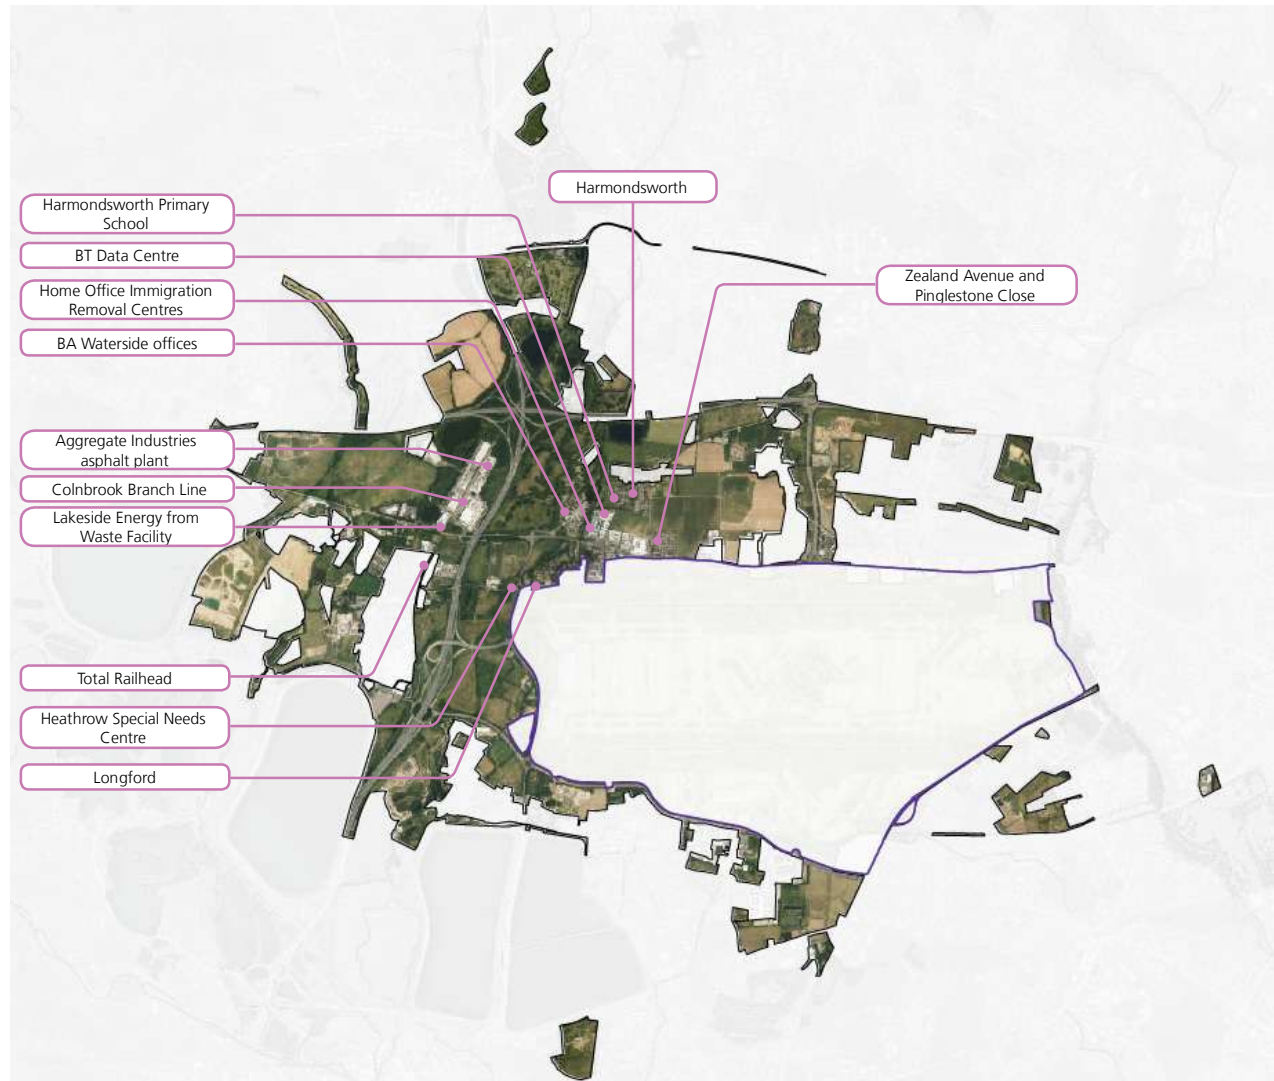 Harmondsworth
Harmondsworth Primary
School
BT Data Centre
Home Office Immigration
Removal Centres
BA Waterside offices
Zealand Avenue and
Pinglestone Close
Aggregate Industries
asphalt plant
Colnbrook Branch Line
Lakeside Energy from
Waste Facility
Total Railhead
Heathrow Special Needs
Centre
Longford